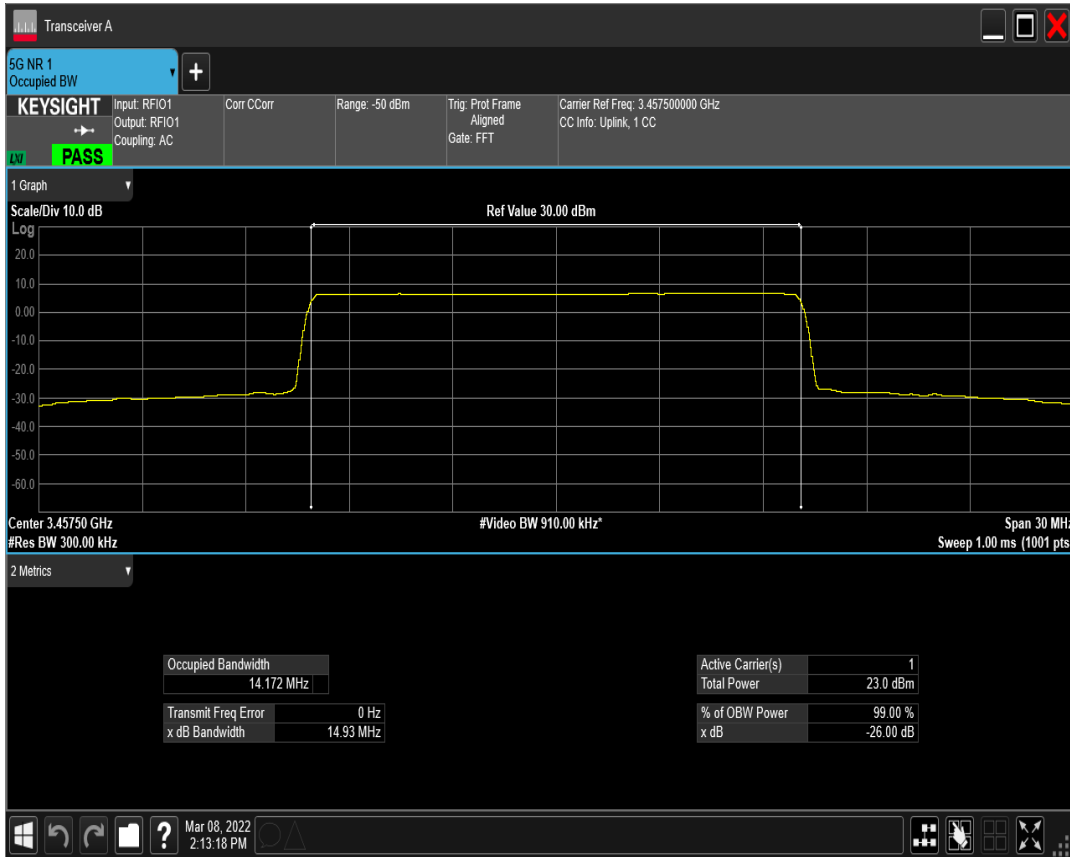 Transceiver A
5G NR 1
Occupied BW
+
KEYSIGHT
LXI
PASS
Input: RFIO1
Output: RFIO1
Coupling: AC
Corr CCorr
Range: -50 dBm
Trig: Prot Frame
Aligned
Gate: FFT
Carrier Ref Freq: 3.457500000 GHz
CC Info: Uplink, 1 CC
1 Graph
Scale/Div 10.0 dB
Ref Value 30.00 dBm
Log
20.0
10.0
0.00
-10.0
-20.0
-30.0
-40.0
-50.0
-60.0
Center 3.45750 GHz
#Video BW 910.00 kHz*
Span 30 MHz
#Res BW 300.00 kHz
Sweep 1.00 ms (1001 pts
2 Metrics
Occupied Bandwidth
14.172 MHz
Transmit Freq Error 0 Hz
x dB Bandwidth 14.93 MHz
Active Carrier(s) 1
Total Power 23.0 dBm
% of OBW Power 99.00 %
x dB -26.00 dB
?
Mar 08, 2022
2:13:18 PM